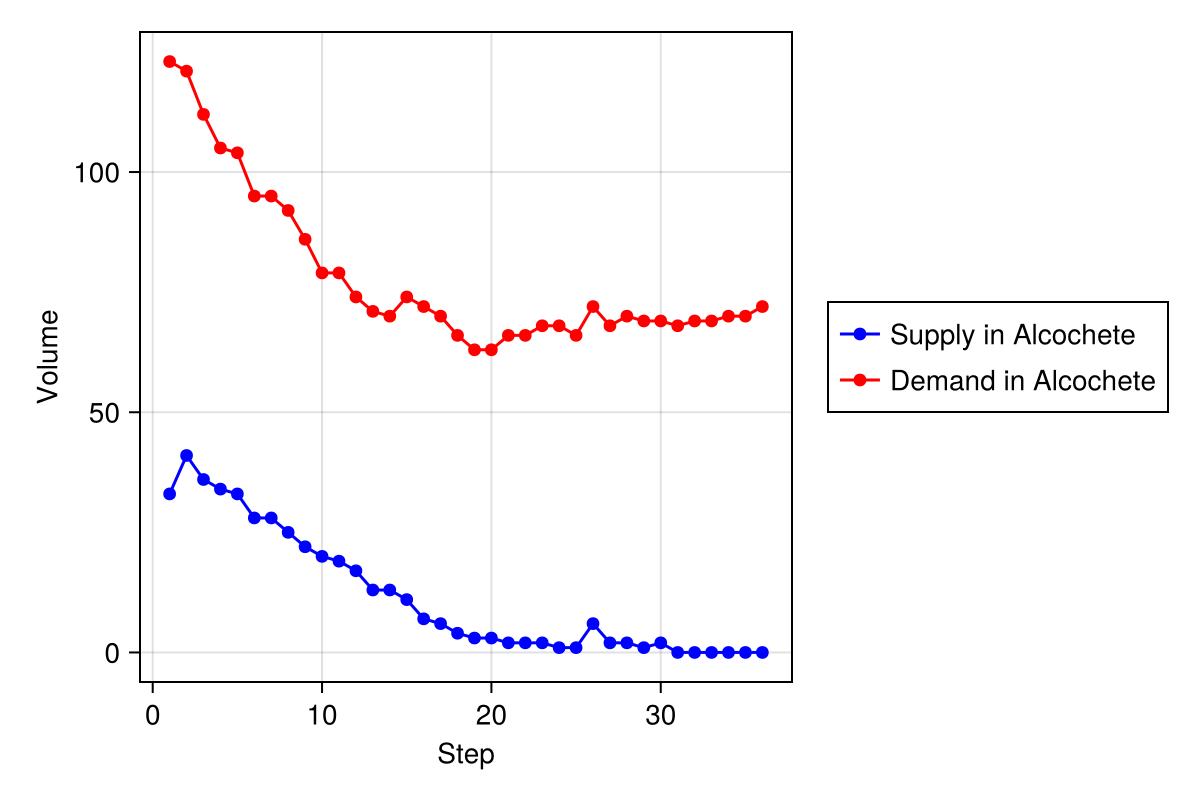 Volume
100
50
0
0 10 20 30
Step
Supply in Alcochete
Demand in Alcochete